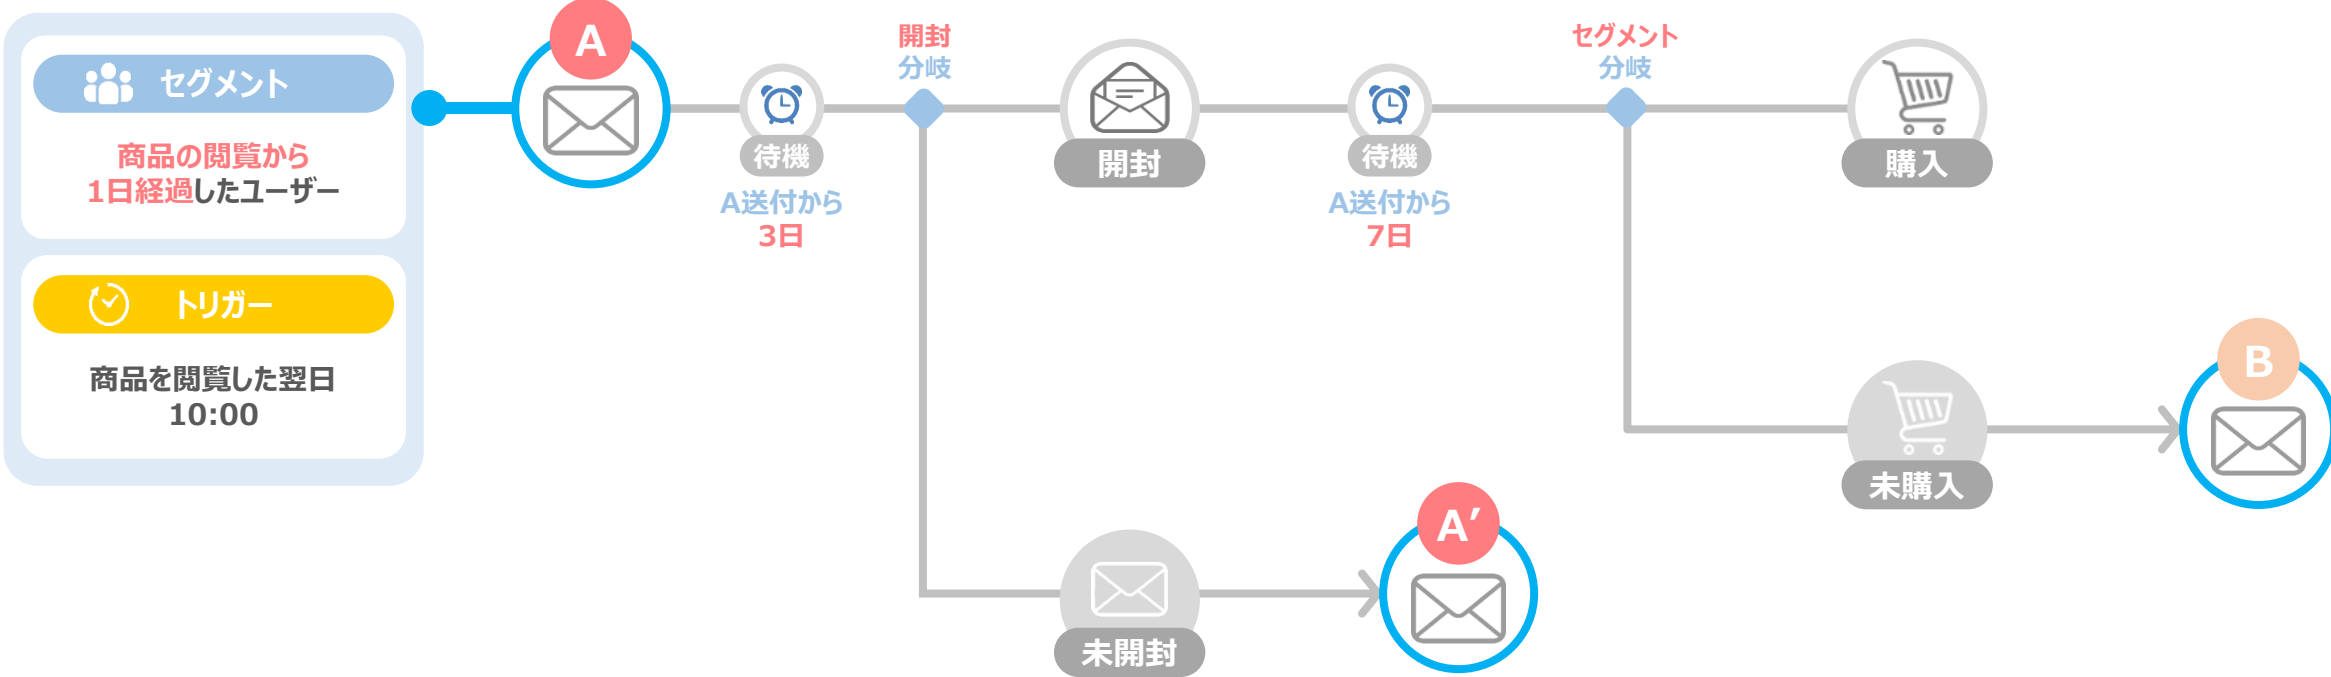 セグメント
商品の閲覧から
1日経過したユーザー
トリガー
商品を閲覧した翌日
10:00
A
待機
A送付から
3日
開封
分岐
開封
待機
A送付から
7日
セグメント
分岐
購入
未購入
B
未開封
A′